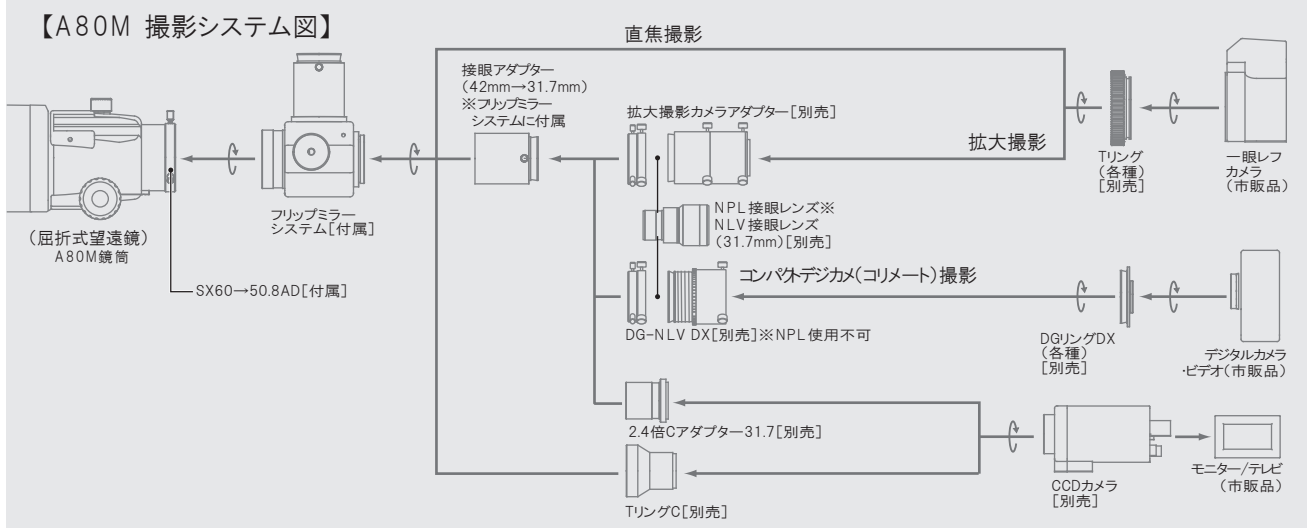 【A80M 撮影システム図】
直焦撮影
接眼アダプター
(42mm→31.7mm)
※フリップミラー
システムに付属
拡大撮影カメラアダプター[別売]
拡大撮影
Tリング
(各種)
[別売]
一眼レフ
カメラ
(市販品)
フリップミラー
システム[付属]
(屈折式望遠鏡)
A80M鏡筒
SX60→50.8AD[付属]
NPL接眼レンズ※
NLV接眼レンズ
(31.7mm)[別売]
コンパクトデジカメ(コリメート)撮影
DG-NLV DX[別売]※NPL使用不可
DGリングDX
(各種)
[別売]
デジタルカメラ
・ビデオ(市販品)
2.4倍Cアダプター31.7[別売]
TリングC[別売]
CCDカメラ
[別売]
モニター/テレビ
(市販品)